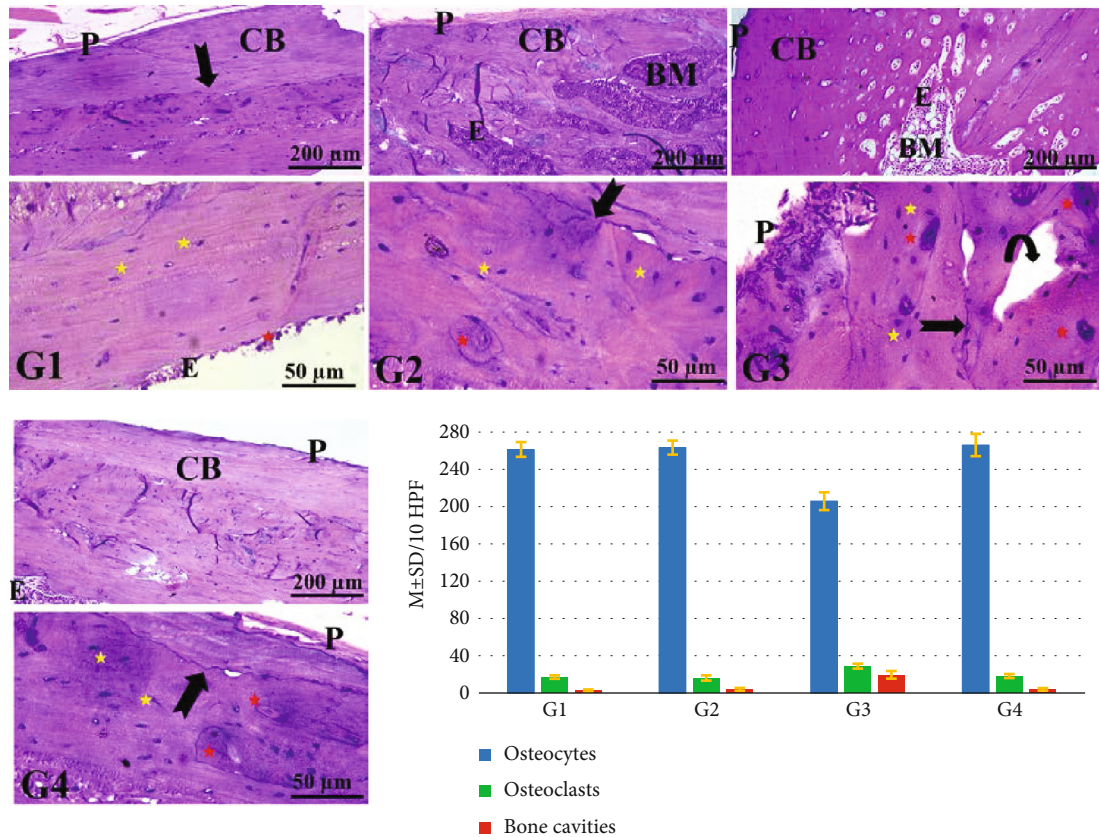 P
CB
200 μm
P
CB
BM
E
200 μm
P
CB
E
BM
200 μm
G1
E
50 μm
G2
50 μm
P
G3
50 μm
P
CB
E
200 μm
P
G4
50 μm
M±SD/10 HPF
280
240
200
160
120
80
40
0
G1 G2 G3 G4
Osteocytes
Osteoclasts
Bone cavities